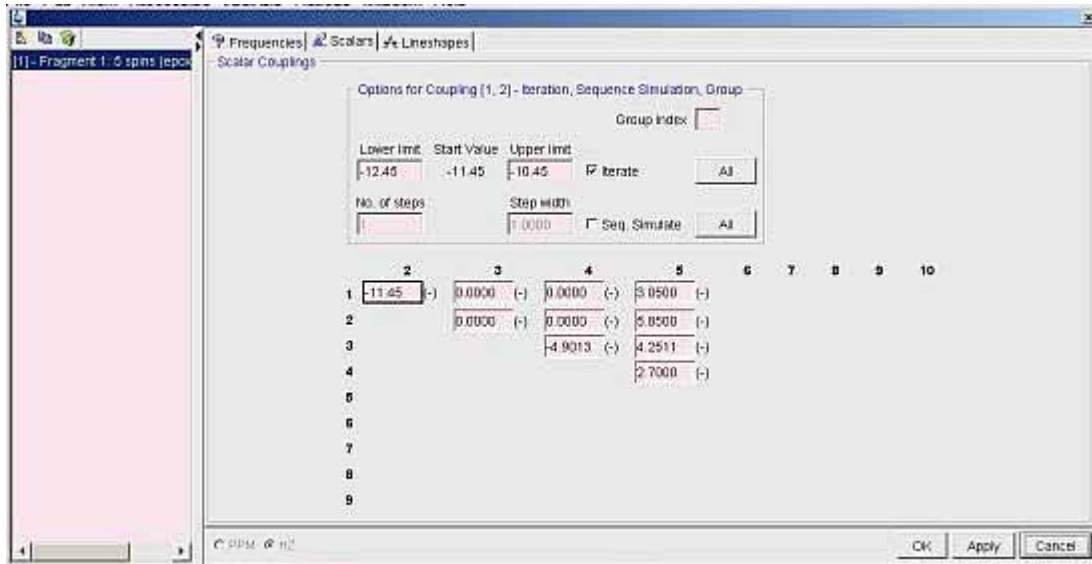 Frequencies Scalars Lineshapes
[1] - Fragment 1: 5 spins
Scalar Couplings
Options for Coupling [1, 2] - Iteration, Sequence Simulation, Group
Group Index
Lower limit Start Value Upper limit
-12.45 -11.45 -10.45 Iterate All
No. of steps Step width
1 1.0000 Seq. Simulate All
2 3 4 5 6 7 8 9 10
1 -11.45 (-) 0.0000 (-) 0.0000 (-) 3.0500 (-)
2 0.0000 (-) 0.0000 (-) 5.8500 (-)
3 -4.9013 (-) 4.2511 (-)
4 2.7000 (-)
5
6
7
8
9
PPM HZ
OK Apply Cancel